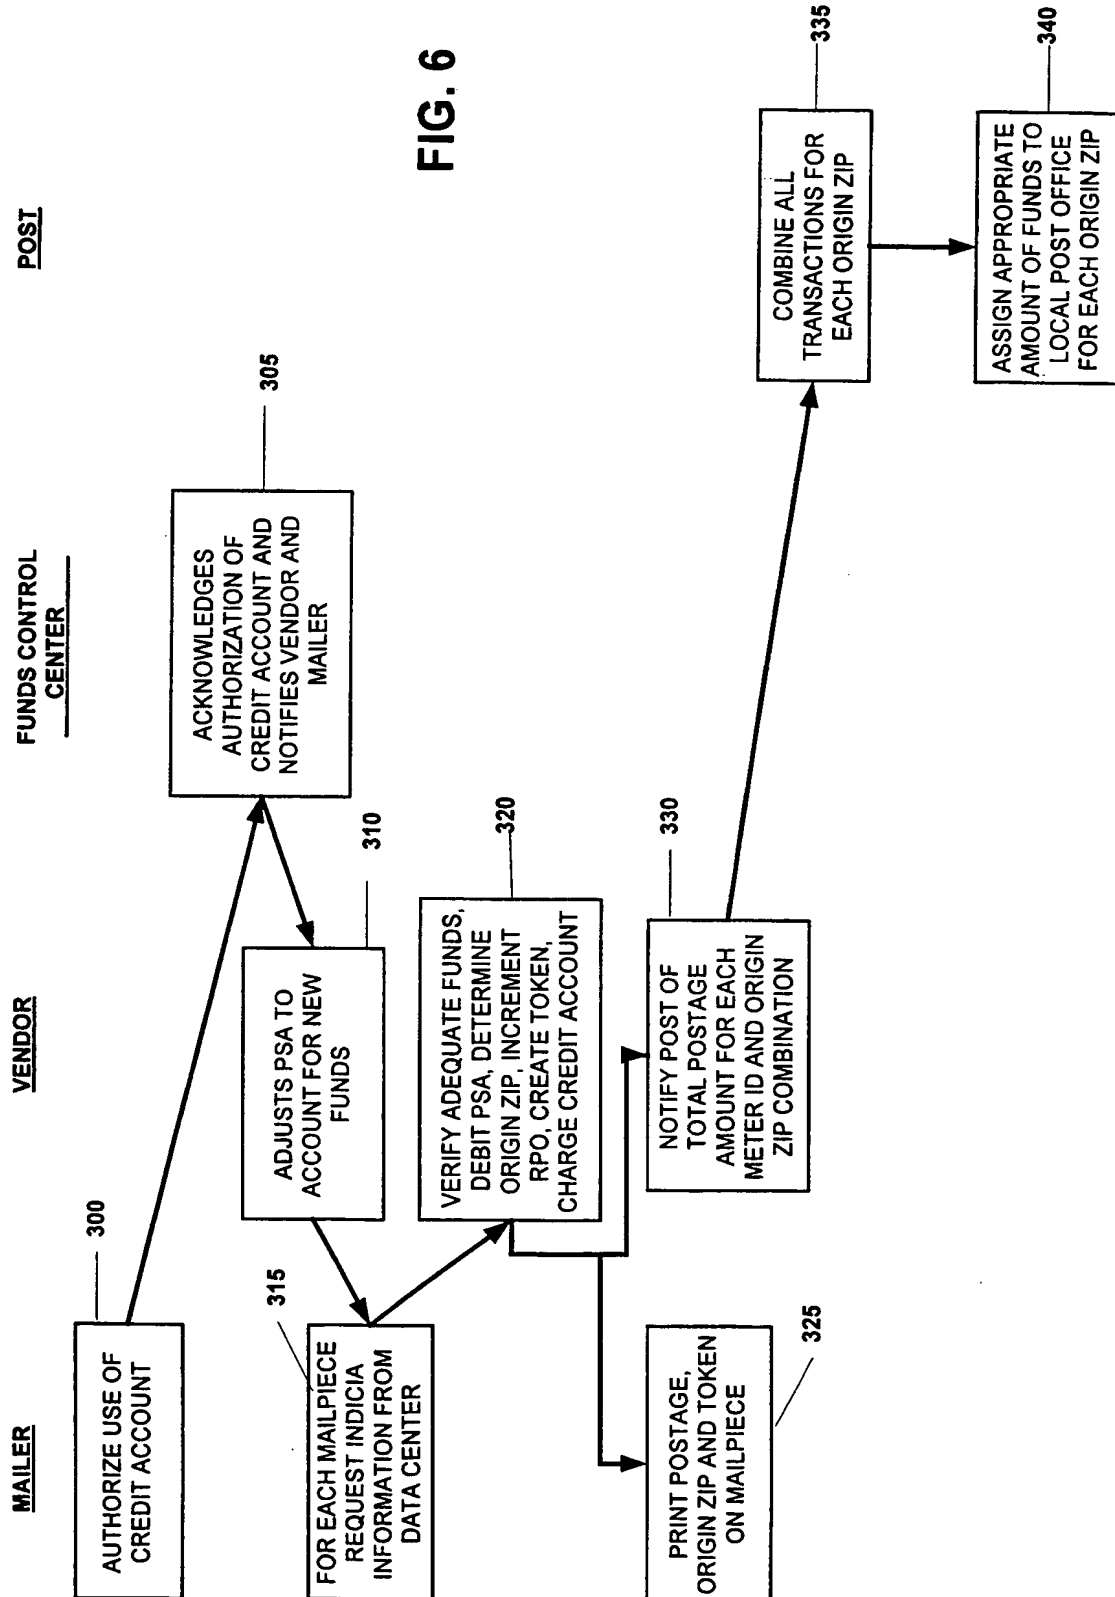 MAILER
VENDOR
FUNDS CONTROL
CENTER
POST
300
AUTHORIZE USE OF
CREDIT ACCOUNT
305
ACKNOWLEDGES
AUTHORIZATION OF
CREDIT ACCOUNT AND
NOTIFIES VENDOR AND
MAILER
310
ADJUSTS PSA TO
ACCOUNT FOR NEW
FUNDS
315
FOR EACH MAILPIECE
REQUEST INDICIA
INFORMATION FROM
DATA CENTER
320
VERIFY ADEQUATE FUNDS,
DEBIT PSA, DETERMINE
ORIGIN ZIP, INCREMENT
RPO, CREATE TOKEN,
CHARGE CREDIT ACCOUNT
FIG. 6
325
PRINT POSTAGE,
ORIGIN ZIP AND TOKEN
ON MAILPIECE
330
NOTIFY POST OF
TOTAL POSTAGE
AMOUNT FOR EACH
METER ID AND ORIGIN
ZIP COMBINATION
335
COMBINE ALL
TRANSACTIONS FOR
EACH ORIGIN ZIP
340
ASSIGN APPROPRIATE
AMOUNT OF FUNDS TO
LOCAL POST OFFICE
FOR EACH ORIGIN ZIP